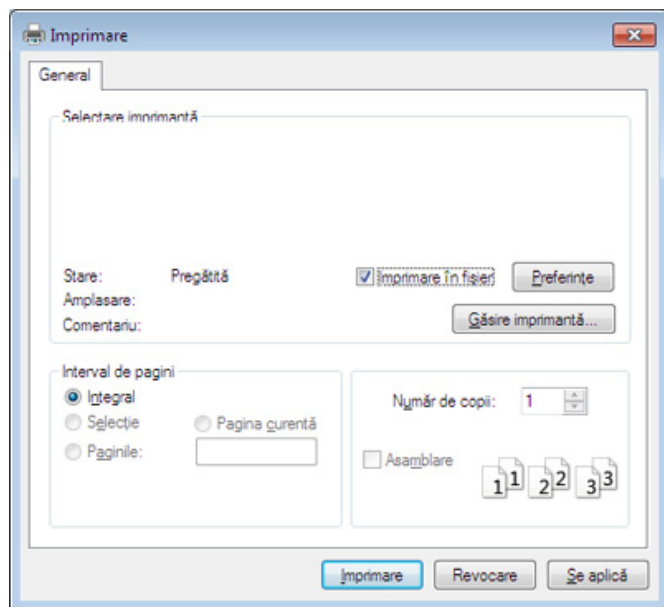 Imprimare
General
Selectare imprimantă
Stare: Pregătită
Imprimare în fișier
Preferințe
Amplasare:
Comentariu:
Găsire imprimantă...
Interval de pagini
Integral
Selecție
Pagina curentă
Paginile:
Număr de copii: 1
Asamblare
1 1 2 2 3 3
Imprimare
Revocare
Se aplică